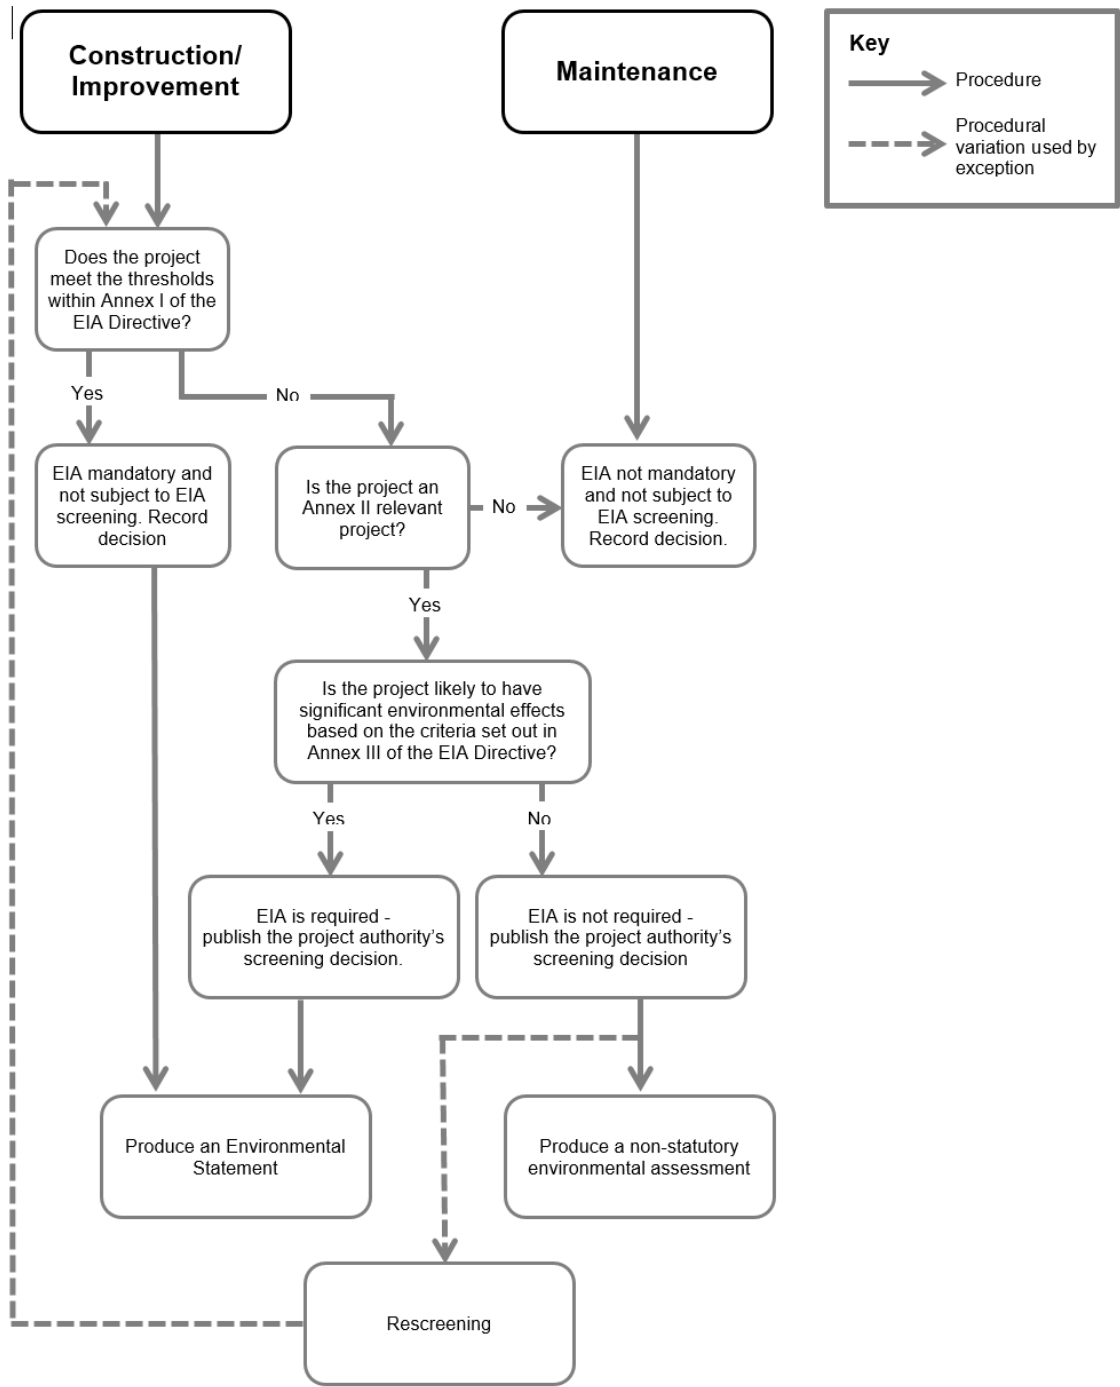 Construction/
Improvement
Maintenance
Key
Procedure
Procedural
variation used by
exception
Does the project
meet the thresholds
within Annex I of the
EIA Directive?
Yes
No
EIA mandatory and
not subject to EIA
screening. Record
decision
Is the project an
Annex II relevant
project?
No
EIA not mandatory
and not subject to
EIA screening.
Record decision.
Yes
Is the project likely to have
significant environmental effects
based on the criteria set out in
Annex III of the EIA Directive?
Yes
No
EIA is required -
publish the project authority's
screening decision.
EIA is not required -
publish the project authority's
screening decision
Produce an Environmental
Statement
Produce a non-statutory
environmental assessment
Rescreening